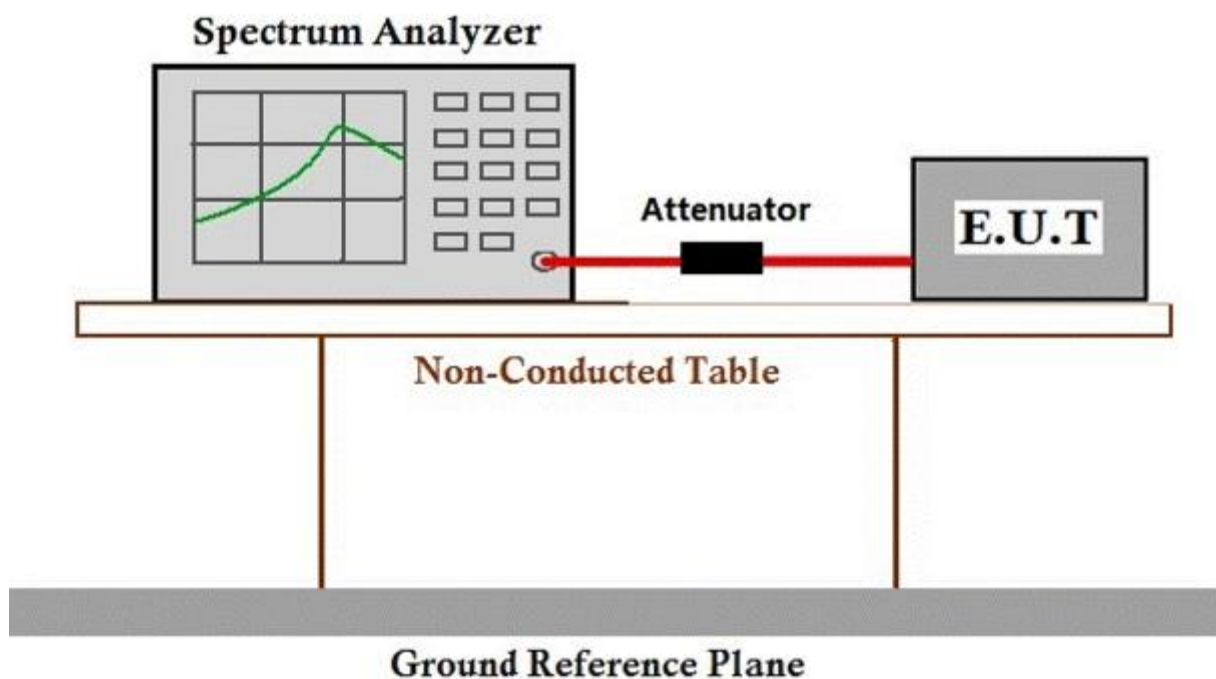 Spectrum Analyzer
Attenuator
E.U.T
Non-Conducted Table
Ground Reference Plane